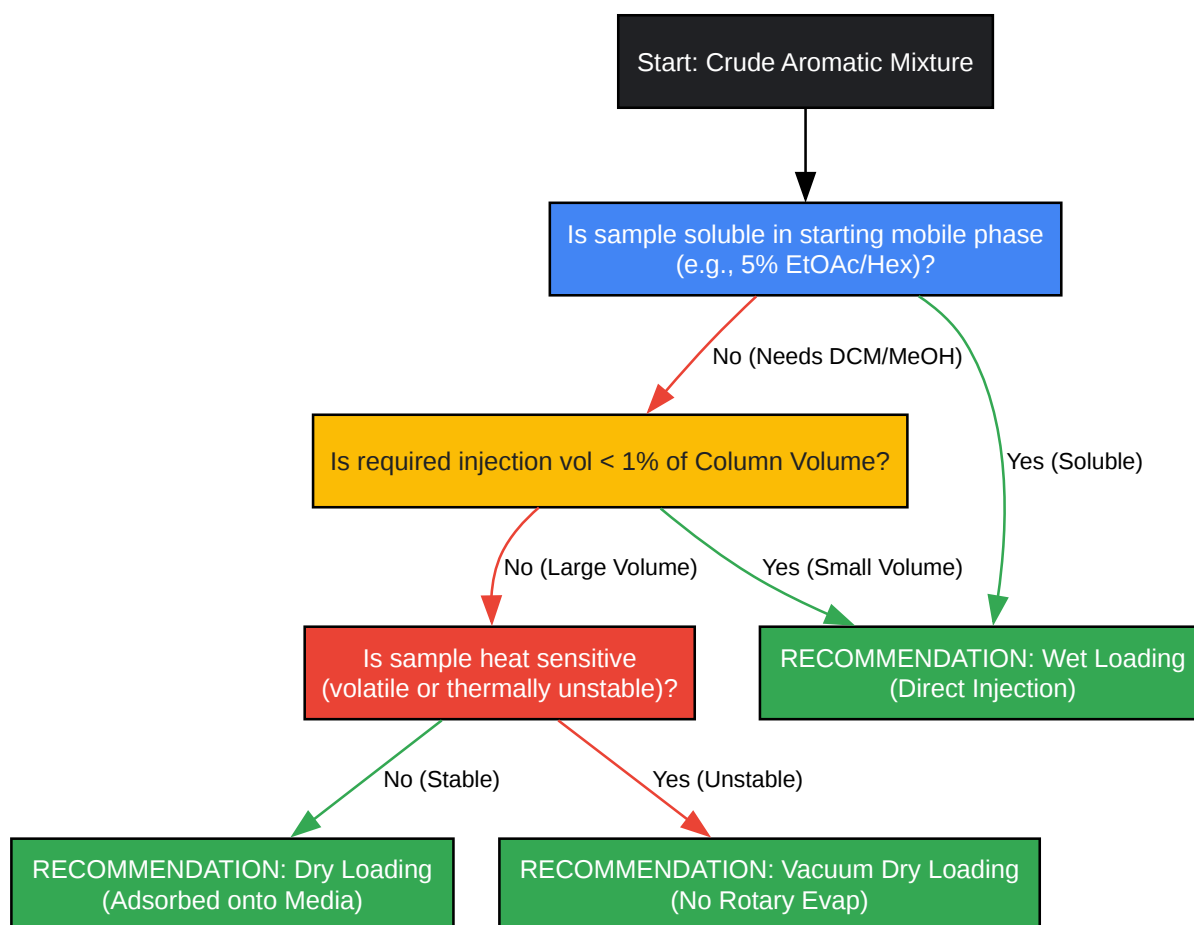 Start: Crude Aromatic Mixture
Is sample soluble in starting mobile phase
(e.g., 5% EtOAc/Hex)?
No (Needs DCM/MeOH)
Is required injection vol < 1% of Column Volume?
Yes (Soluble)
No (Large Volume)
Yes (Small Volume)
Is sample heat sensitive
(volatile or thermally unstable)?
RECOMMENDATION: Wet Loading
(Direct Injection)
No (Stable)
Yes (Unstable)
RECOMMENDATION: Dry Loading
(Adsorbed onto Media)
RECOMMENDATION: Vacuum Dry Loading
(No Rotary Evap)